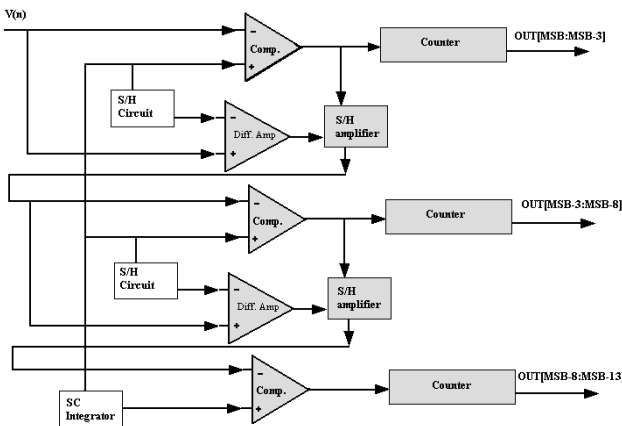 V(n)
−
Comp.
+
Counter
OUT[MSB:MSB-3]
S/H
Circuit
−
Diff. Amp
+
S/H
amplifier
−
Comp.
+
Counter
OUT[MSB-3:MSB-8]
S/H
Circuit
−
Diff. Amp
+
S/H
amplifier
−
Comp.
+
Counter
OUT[MSB-8:MSB-13
SC
Integrator